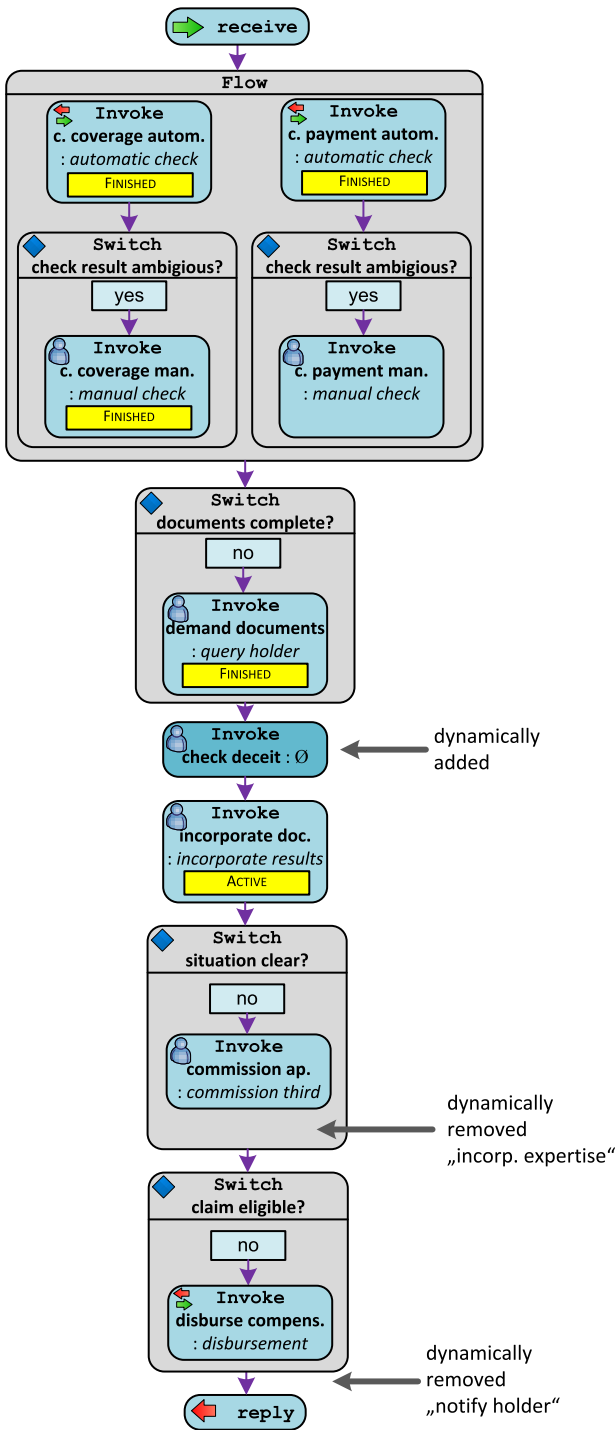 receive
Flow
Invoke
c. coverage autom.
: automatic check
FINISHED
Invoke
c. payment autom.
: automatic check
FINISHED
Switch
check result ambigious?
yes
Invoke
c. coverage man.
: manual check
FINISHED
Switch
check result ambigious?
yes
Invoke
c. payment man.
: manual check
Switch
documents complete?
no
Invoke
demand documents
: query holder
FINISHED
Invoke
check deceit : Ø
dynamically
added
Invoke
incorporate doc.
: incorporate results
ACTIVE
Switch
situation clear?
no
Invoke
commission ap.
: commission third
dynamically
removed
„incorp. expertise“
Switch
claim eligible?
no
Invoke
disburse compens.
: disbursement
dynamically
removed
„notify holder“
reply